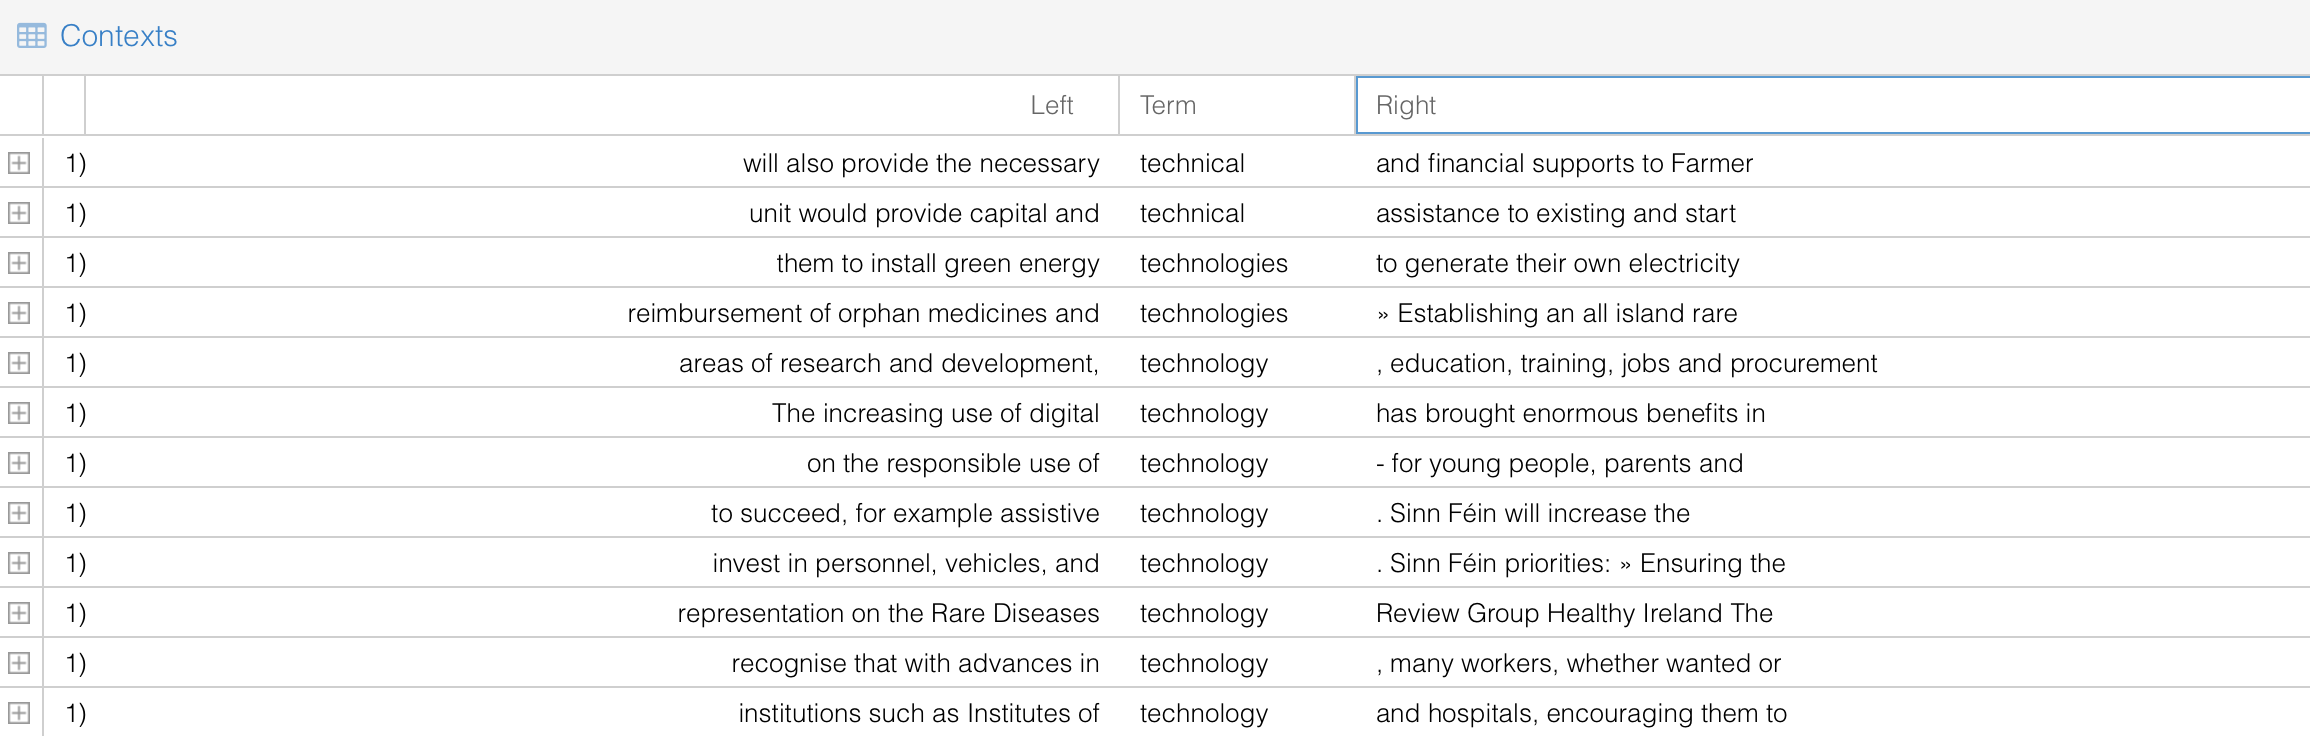 Contexts
Left Term Right
1) will also provide the necessary technical and financial supports to Farmer
1) unit would provide capital and technical assistance to existing and start
1) them to install green energy technologies to generate their own electricity
1) reimbursement of orphan medicines and technologies » Establishing an all island rare
1) areas of research and development, technology , education, training, jobs and procurement
1) The increasing use of digital technology has brought enormous benefits in
1) on the responsible use of technology - for young people, parents and
1) to succeed, for example assistive technology . Sinn Féin will increase the
1) invest in personnel, vehicles, and technology . Sinn Féin priorities: » Ensuring the
1) representation on the Rare Diseases technology Review Group Healthy Ireland The
1) recognise that with advances in technology , many workers, whether wanted or
1) institutions such as Institutes of technology and hospitals, encouraging them to